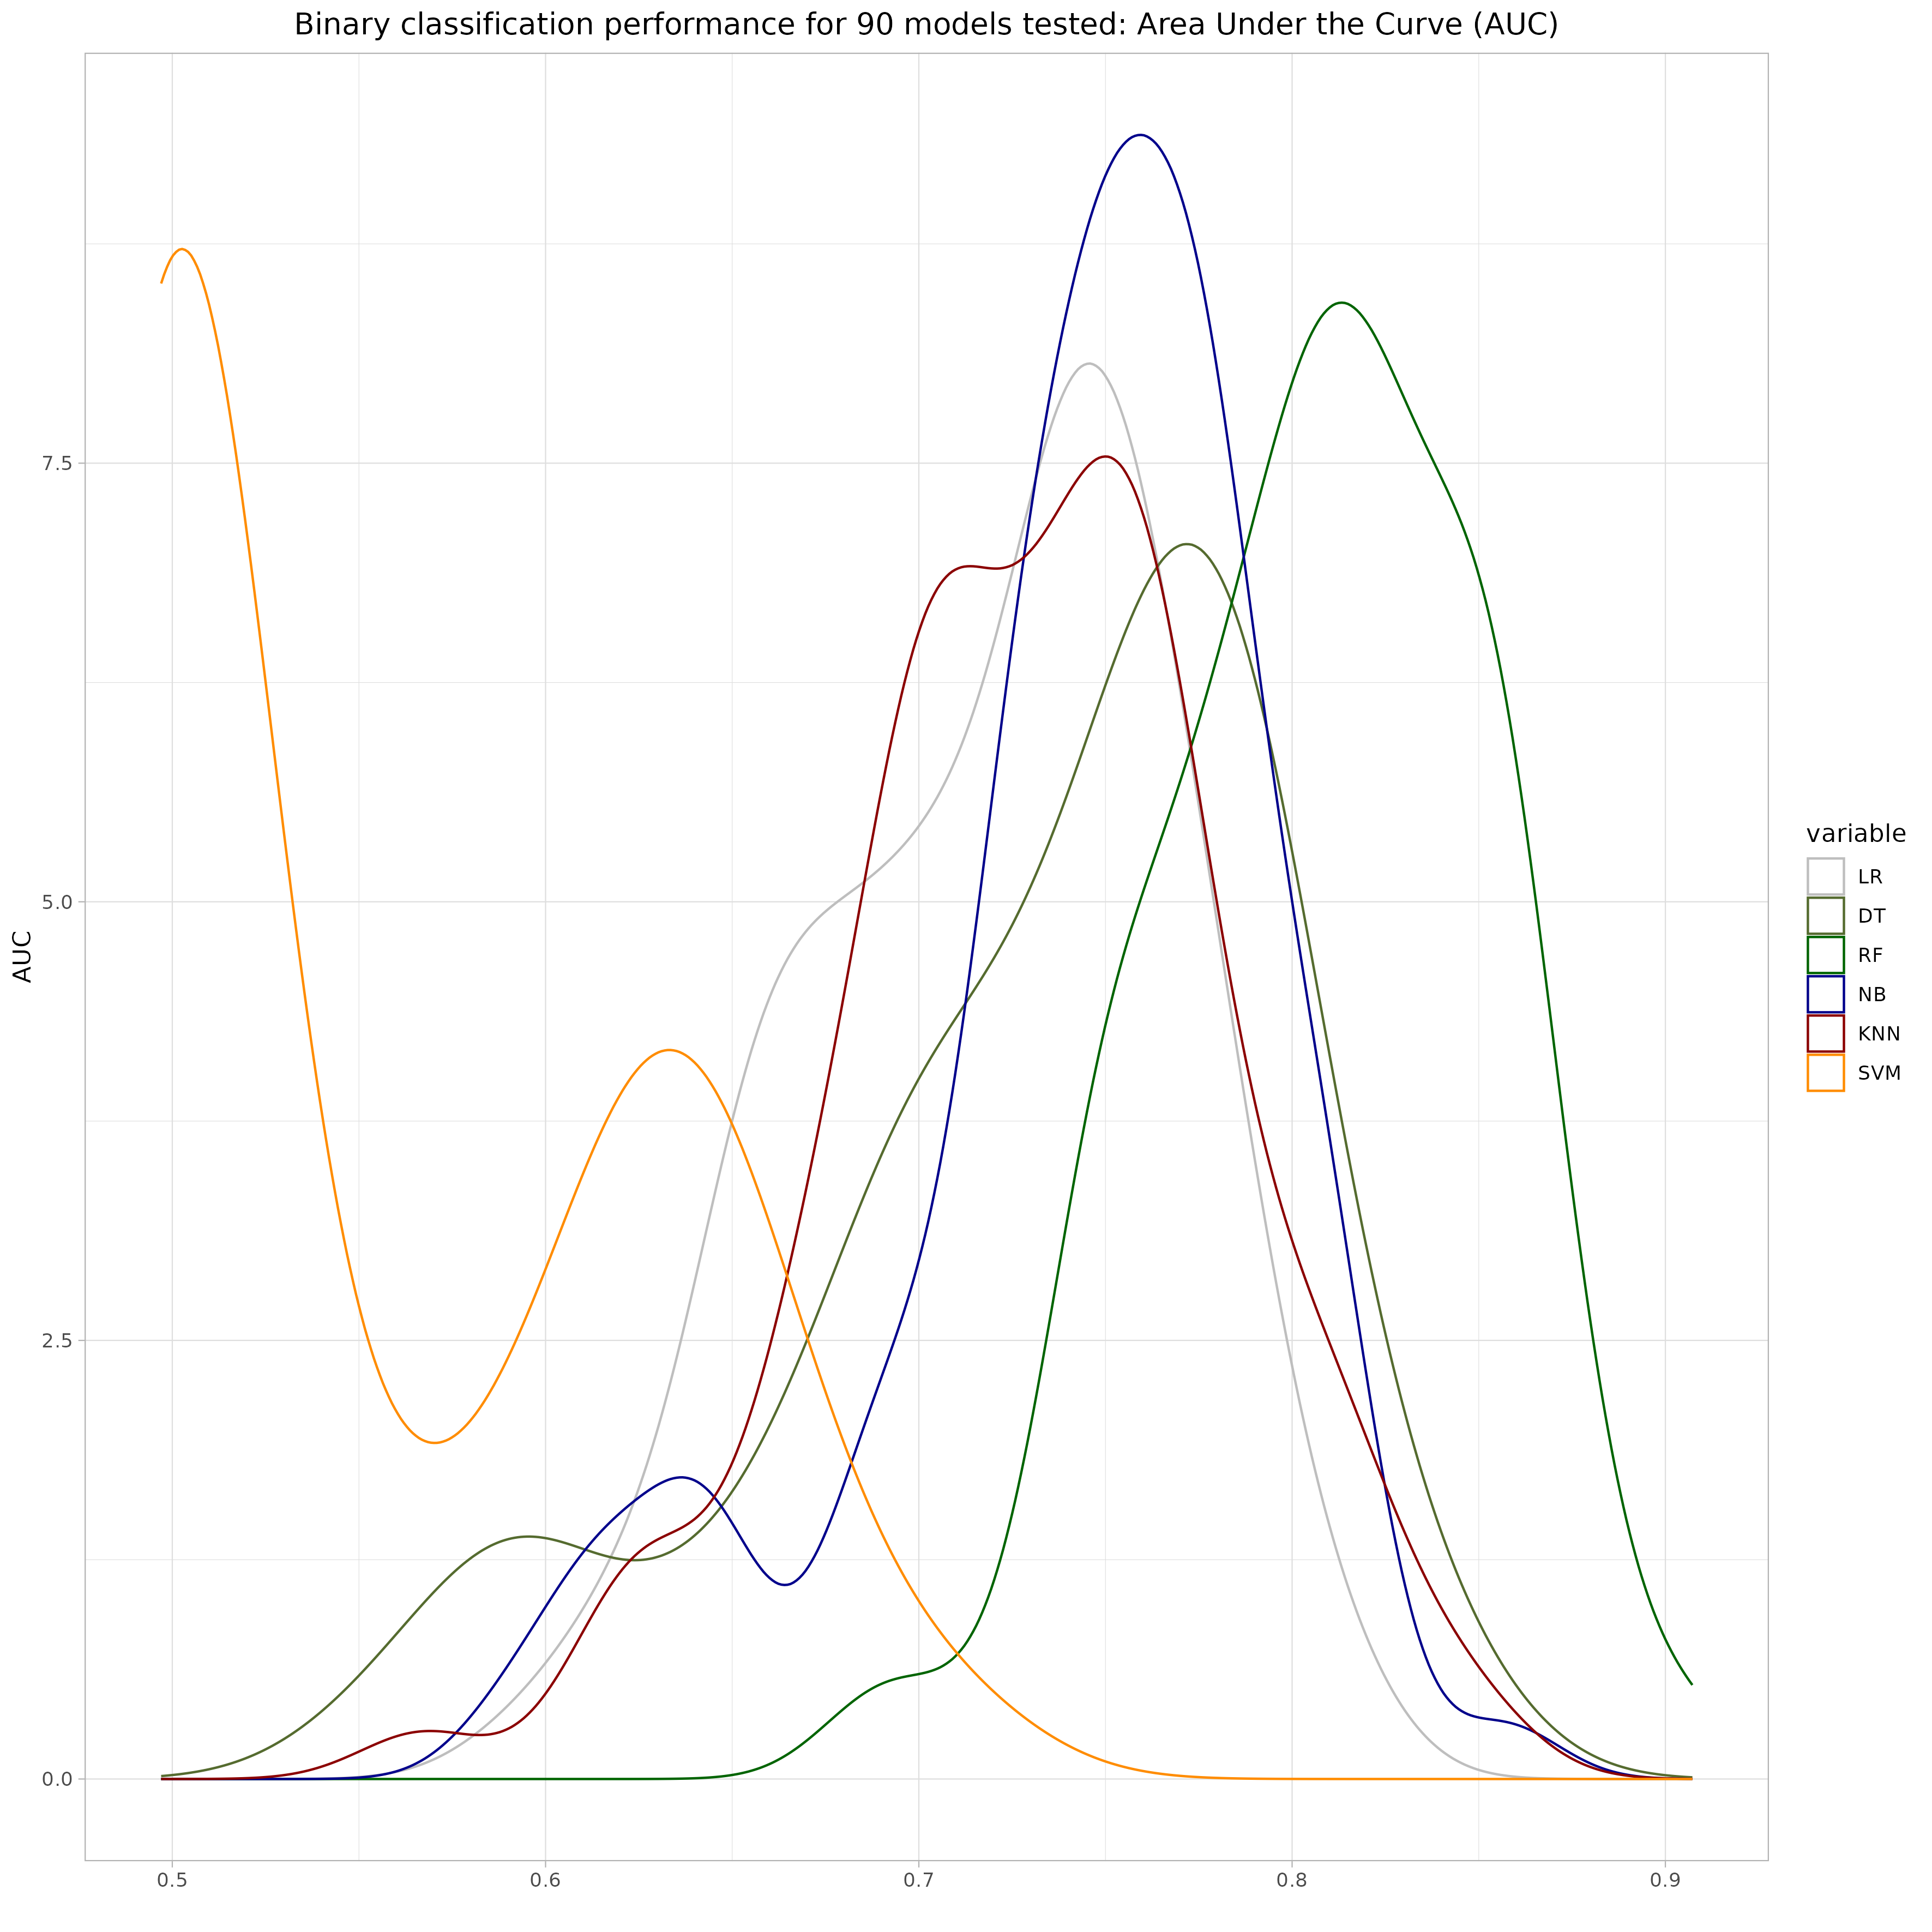 Binary classification performance for 90 models tested: Area Under the Curve (AUC)
AUC
7.5
5.0
2.5
0.0
0.5
0.6
0.7
0.8
0.9
variable
LR
DT
RF
NB
KNN
SVM